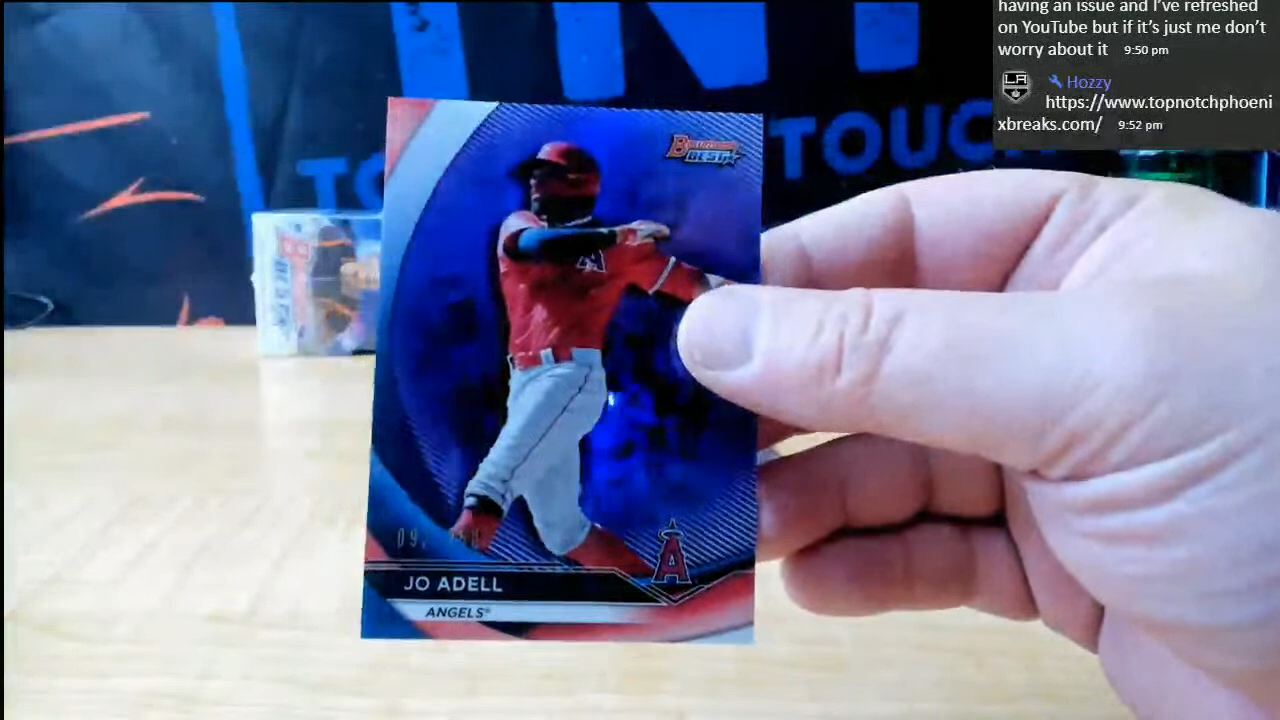 having an issue and I've refreshed
on YouTube but if it's just me don't
worry about it 9:50 pm
Hozzy
https://www.topnotchphoeni
xbreaks.com/ 9:52 pm
TOUCH
BOWMAN'S
BEST
A
A
JO ADELL
ANGELS®